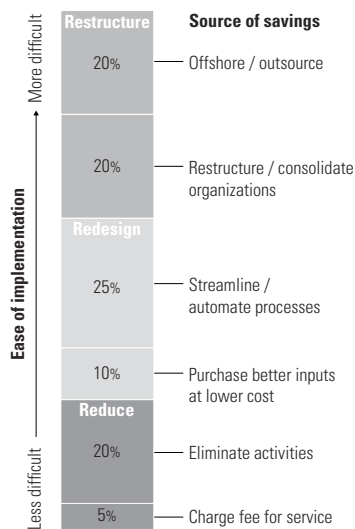 Restructure
Source of savings
20%
Offshore / outsource
20%
Restructure / consolidate
organizations
Redesign
25%
Streamline /
automate processes
10%
Purchase better inputs
at lower cost
Reduce
20%
Eliminate activities
5%
Charge fee for service
More difficult
Ease of implementation
Less difficult